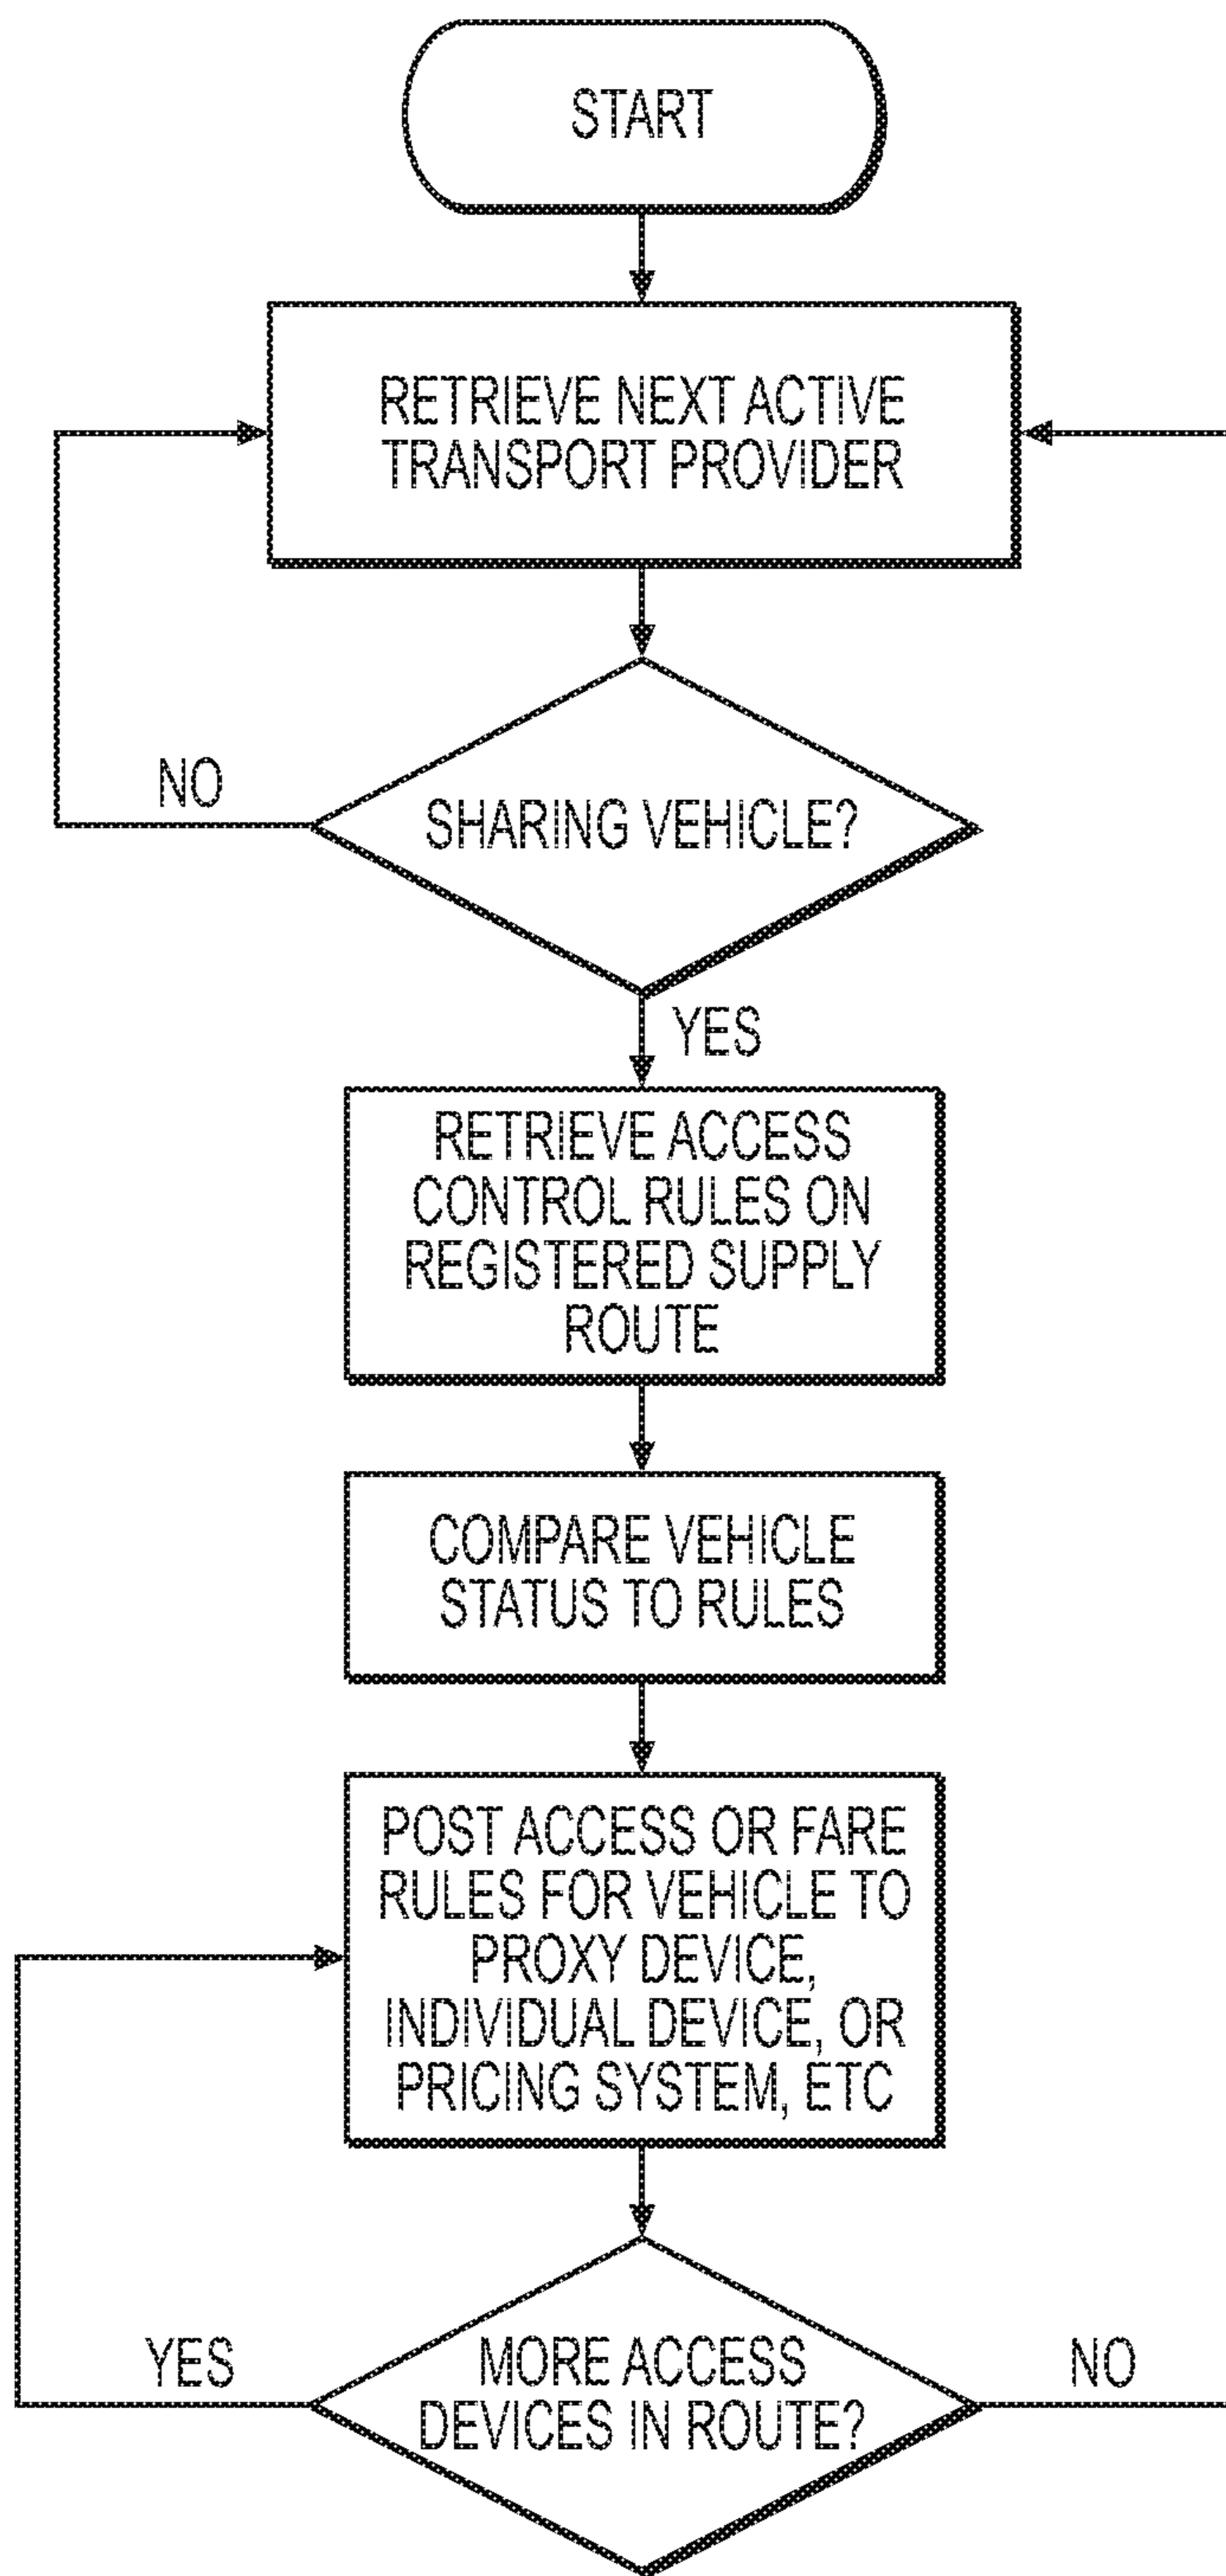 START
RETRIEVE NEXT ACTIVE
TRANSPORT PROVIDER
NO
SHARING VEHICLE?
YES
RETRIEVE ACCESS
CONTROL RULES ON
REGISTERED SUPPLY
ROUTE
COMPARE VEHICLE
STATUS TO RULES
POST ACCESS OR FARE
RULES FOR VEHICLE TO
PROXY DEVICE,
INDIVIDUAL DEVICE, OR
PRICING SYSTEM, ETC
YES
MORE ACCESS
DEVICES IN ROUTE?
NO